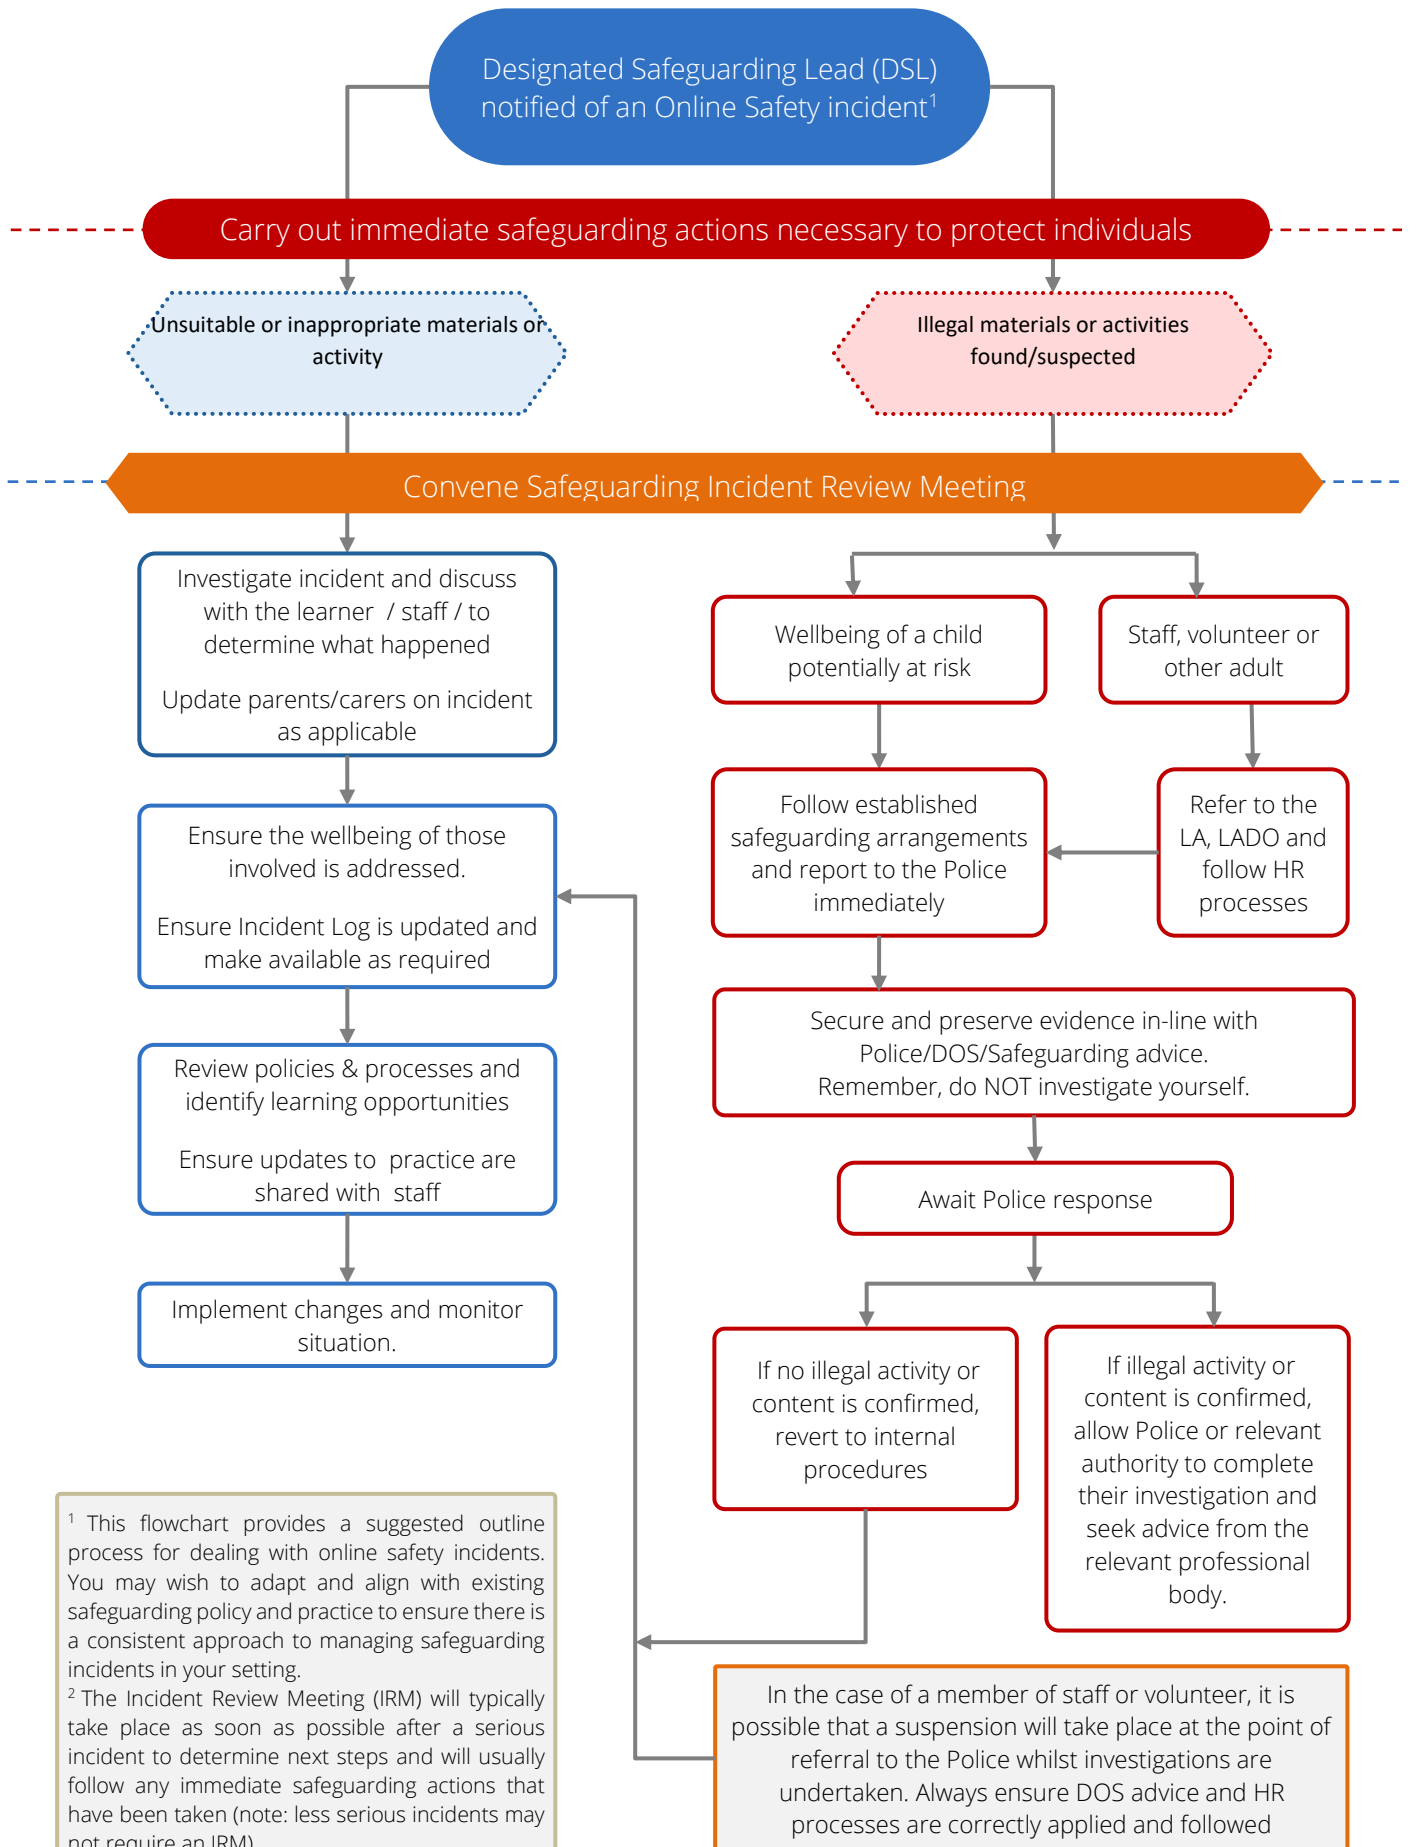 Designated Safeguarding Lead (DSL)
notified of an Online Safety incident1
Carry out immediate safeguarding actions necessary to protect individuals
Unsuitable or inappropriate materials or
activity
Illegal materials or activities
found/suspected
Convene Safeguarding Incident Review Meeting
Investigate incident and discuss
with the learner / staff / to
determine what happened
Update parents/carers on incident
as applicable
Ensure the wellbeing of those
involved is addressed.
Ensure Incident Log is updated and
make available as required
Review policies & processes and
identify learning opportunities
Ensure updates to practice are
shared with staff
Implement changes and monitor
situation.
Wellbeing of a child
potentially at risk
Staff, volunteer or
other adult
Follow established
safeguarding arrangements
and report to the Police
immediately
Refer to the
LA, LADO and
follow HR
processes
Secure and preserve evidence in-line with
Police/DOS/Safeguarding advice.
Remember, do NOT investigate yourself.
Await Police response
If no illegal activity or
content is confirmed,
revert to internal
procedures
If illegal activity or
content is confirmed,
allow Police or relevant
authority to complete
their investigation and
seek advice from the
relevant professional
body.
1 This flowchart provides a suggested outline
process for dealing with online safety incidents.
You may wish to adapt and align with existing
safeguarding policy and practice to ensure there is
a consistent approach to managing safeguarding
incidents in your setting.
2 The Incident Review Meeting (IRM) will typically
take place as soon as possible after a serious
incident to determine next steps and will usually
follow any immediate safeguarding actions that
have been taken (note: less serious incidents may
not require an IRM)
In the case of a member of staff or volunteer, it is
possible that a suspension will take place at the point of
referral to the Police whilst investigations are
undertaken. Always ensure DOS advice and HR
processes are correctly applied and followed